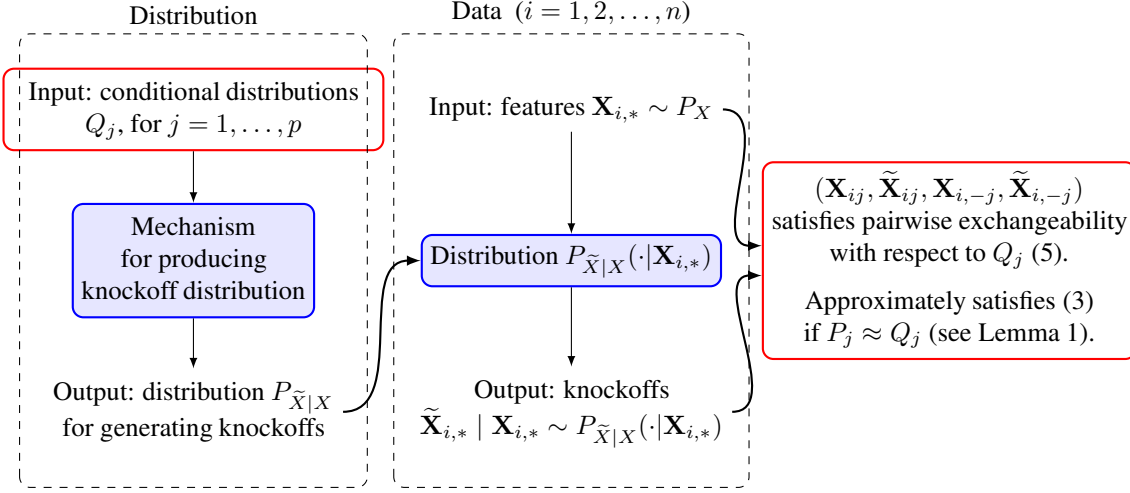 Distribution
Input: conditional distributions
Q_j, for j = 1, . . . , p
Mechanism
for producing
knockoff distribution
Output: distribution P_{X̃|X}
for generating knockoffs
Data (i = 1, 2, . . . , n)
Input: features 𝐗_{i,∗} ∼ P_X
Distribution P_{X̃|X}(·|𝐗_{i,∗})
Output: knockoffs
𝐗̃_{i,∗} | 𝐗_{i,∗} ∼ P_{X̃|X}(·|𝐗_{i,∗})
(𝐗_{ij}, 𝐗̃_{ij}, 𝐗_{i,−j}, 𝐗̃_{i,−j})
satisfies pairwise exchangeability
with respect to Q_j (5).
Approximately satisfies (3)
if P_j ≈ Q_j (see Lemma 1).